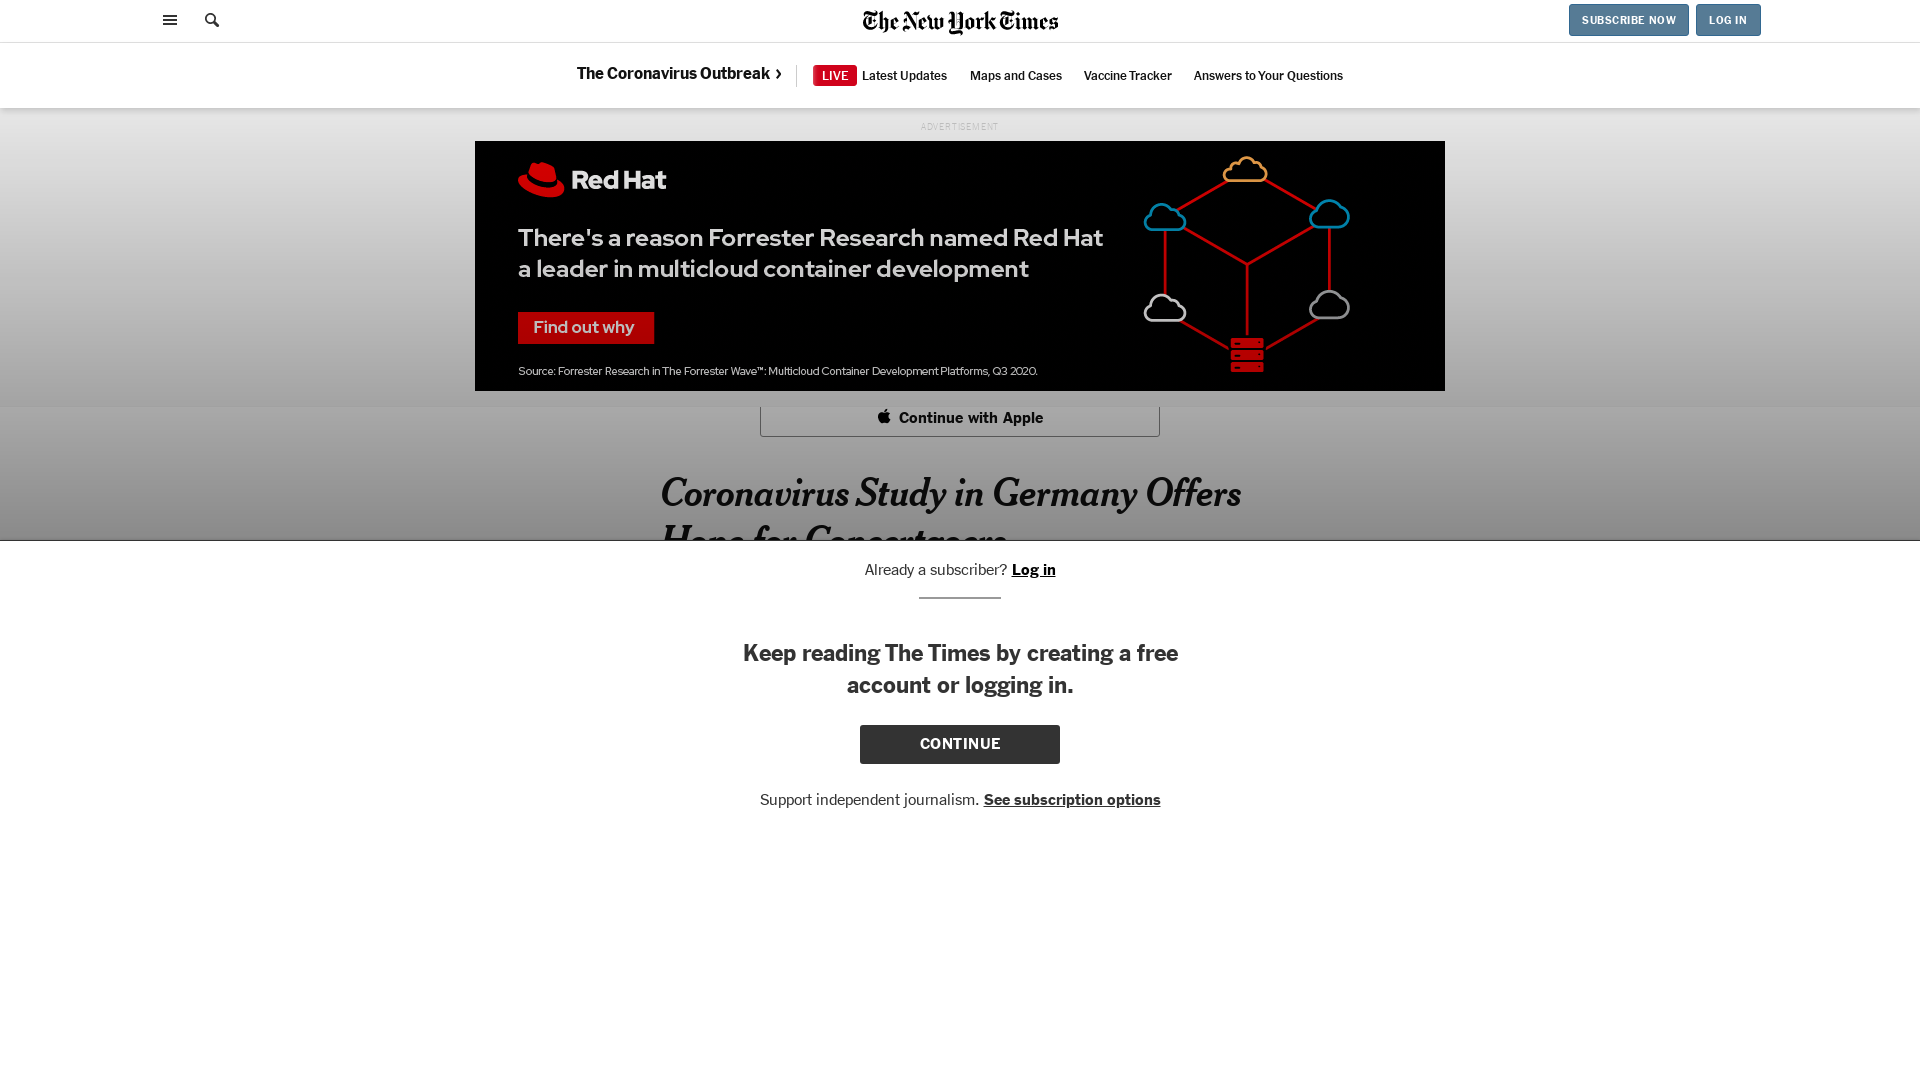 The New York Times
SUBSCRIBE NOW
LOG IN
The Coronavirus Outbreak ›
LIVE Latest Updates
Maps and Cases
Vaccine Tracker
Answers to Your Questions
ADVERTISEMENT
Red Hat
There's a reason Forrester Research named Red Hat
a leader in multicloud container development
Find out why
Source: Forrester Research in The Forrester Wave™: Multicloud Container Development Platforms, Q3 2020.
Continue with Apple
Coronavirus Study in Germany Offers
Hope for Concertgoers
Already a subscriber? Log in
Keep reading The Times by creating a free
account or logging in.
CONTINUE
Support independent journalism. See subscription options